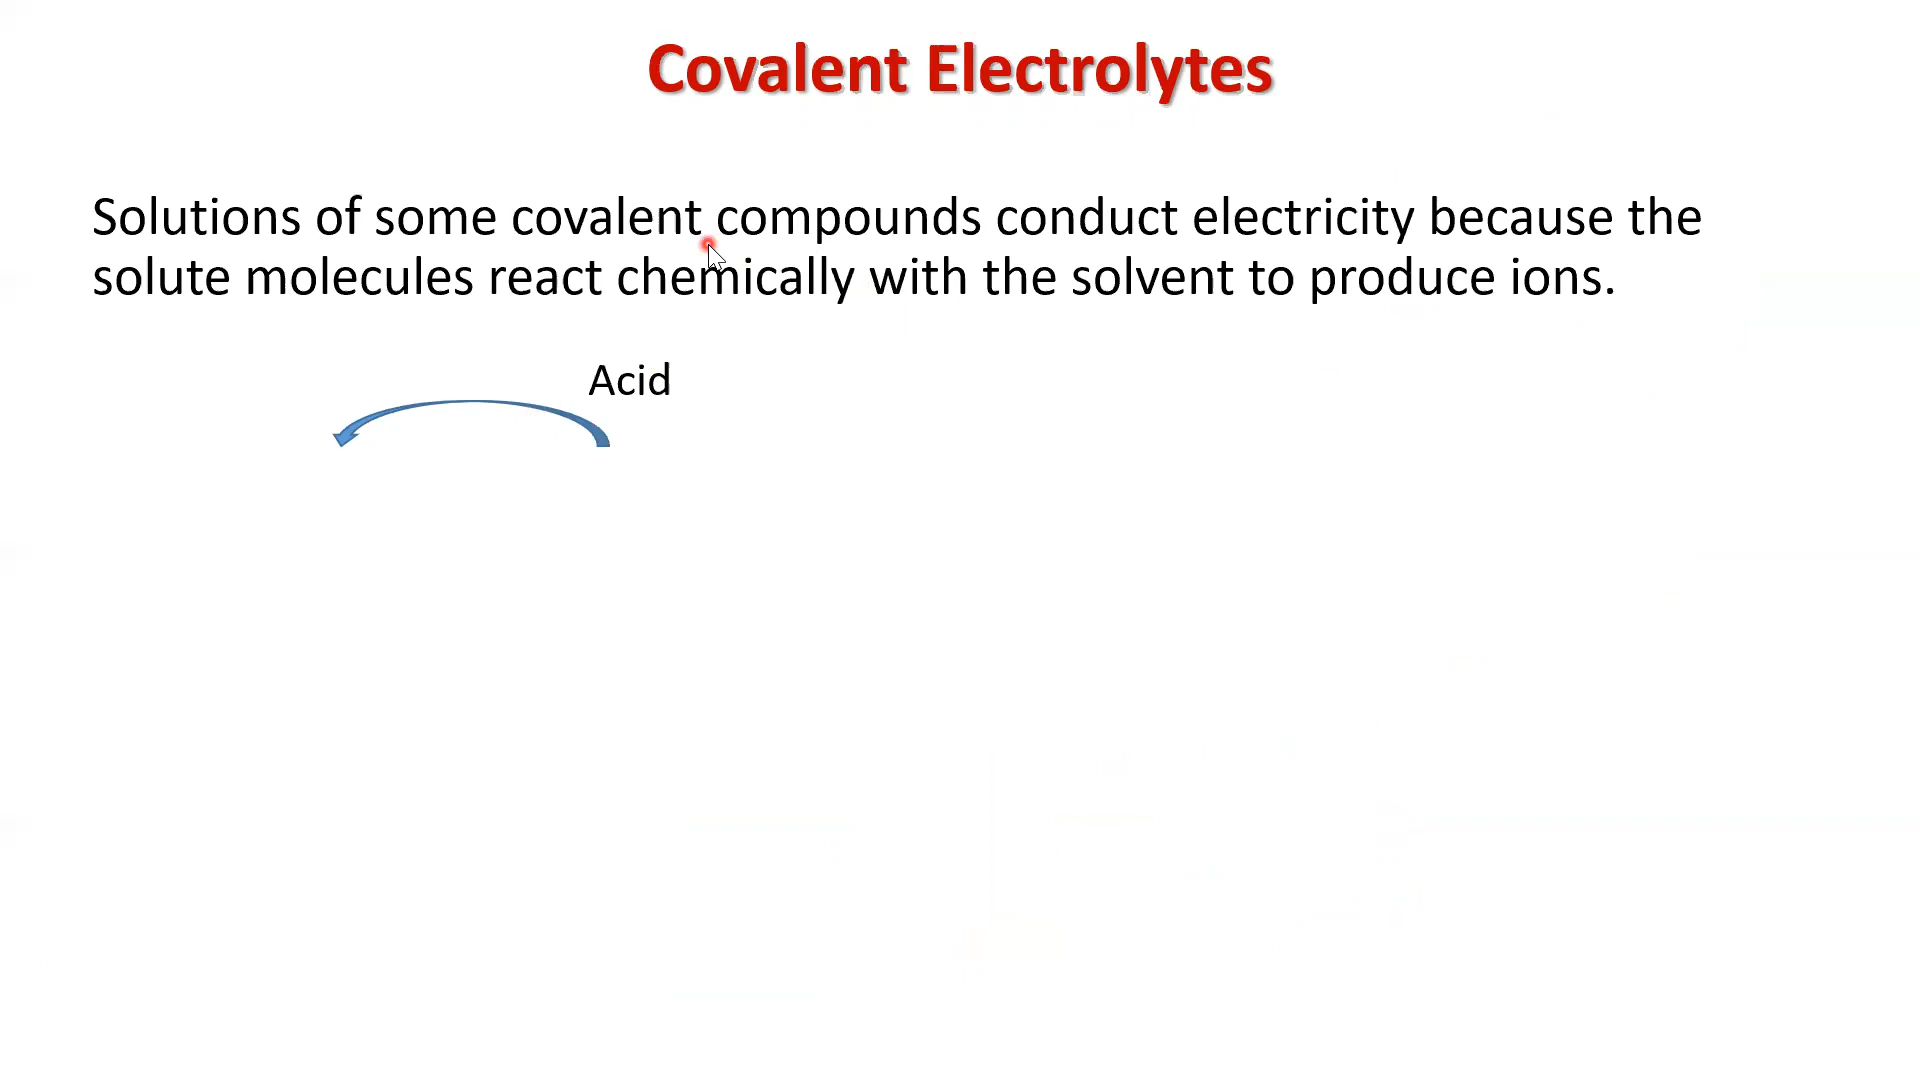 Covalent Electrolytes
Solutions of some covalent compounds conduct electricity because the
solute molecules react chemically with the solvent to produce ions.
Acid